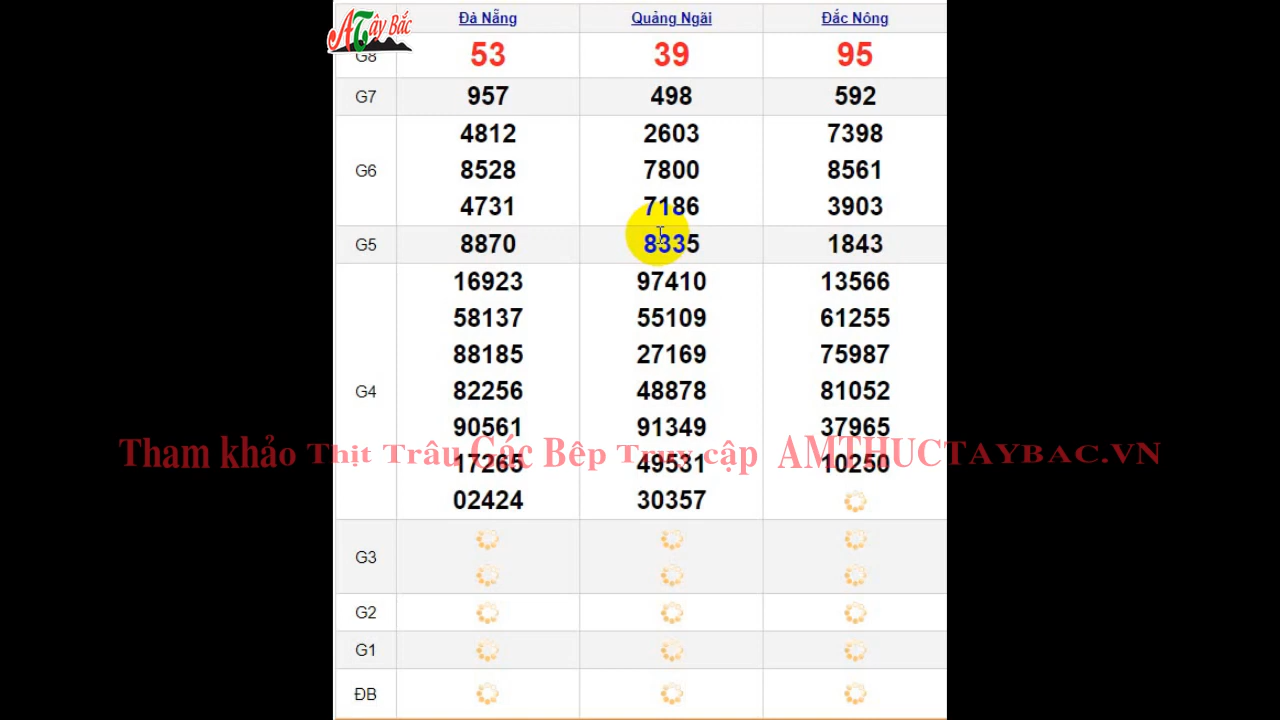 ATây Bắc
Đà Nẵng Quảng Ngãi Đắc Nông
G8 53 39 95
G7 957 498 592
4812 2603 7398
G6 8528 7800 8561
4731 7186 3903
G5 8870 8335 1843
16923 97410 13566
58137 55109 61255
88185 27169 75987
G4 82256 48878 81052
90561 91349 37965
Tham khảo Thịt Trâu Gác Bếp Truy cập AMTHUCTAYBAC.VN
17265 49531 10250
02424 30357
G3
G2
G1
ĐB